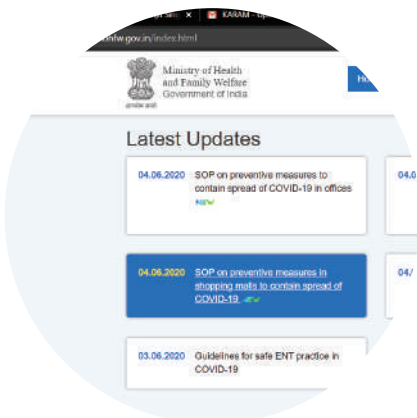 KARAM - Up
hfw.gov.in/index.html
Ministry of Health
and Family Welfare
Government of India
Latest Updates
04.06.2020 SOP on preventive measures to
contain spread of COVID-19 in offices
NEW
04.06.2020 SOP on preventive measures in
shopping malls to contain spread of
COVID-19. NEW
04/
03.06.2020 Guidelines for safe ENT practice in
COVID-19